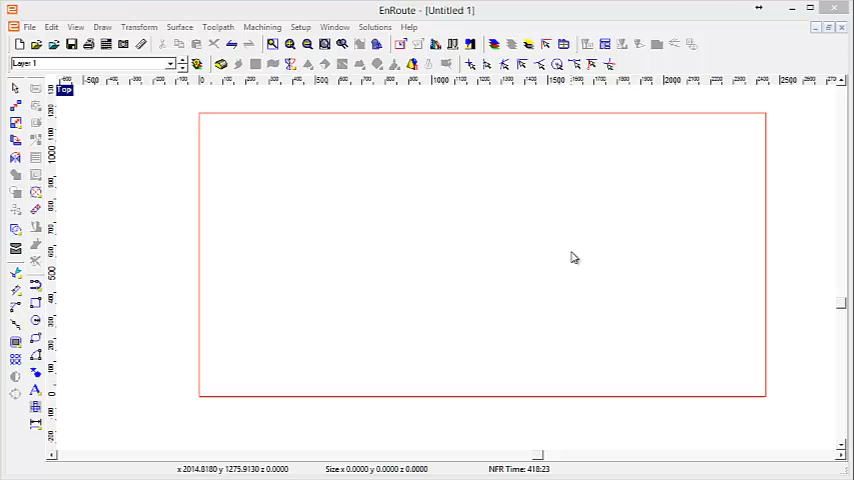 EnRoute - [Untitled 1]
File Edit View Draw Transform Surface Toolpath Machining Setup Window Solutions Help
Layer 1
-500 0 500 1000 1500 2000 2500
Top
1000
500
0
x 2014.8180 y 1275.9130 z 0.0000 Size x 0.0000 y 0.0000 z 0.0000 NFR Time: 418:23